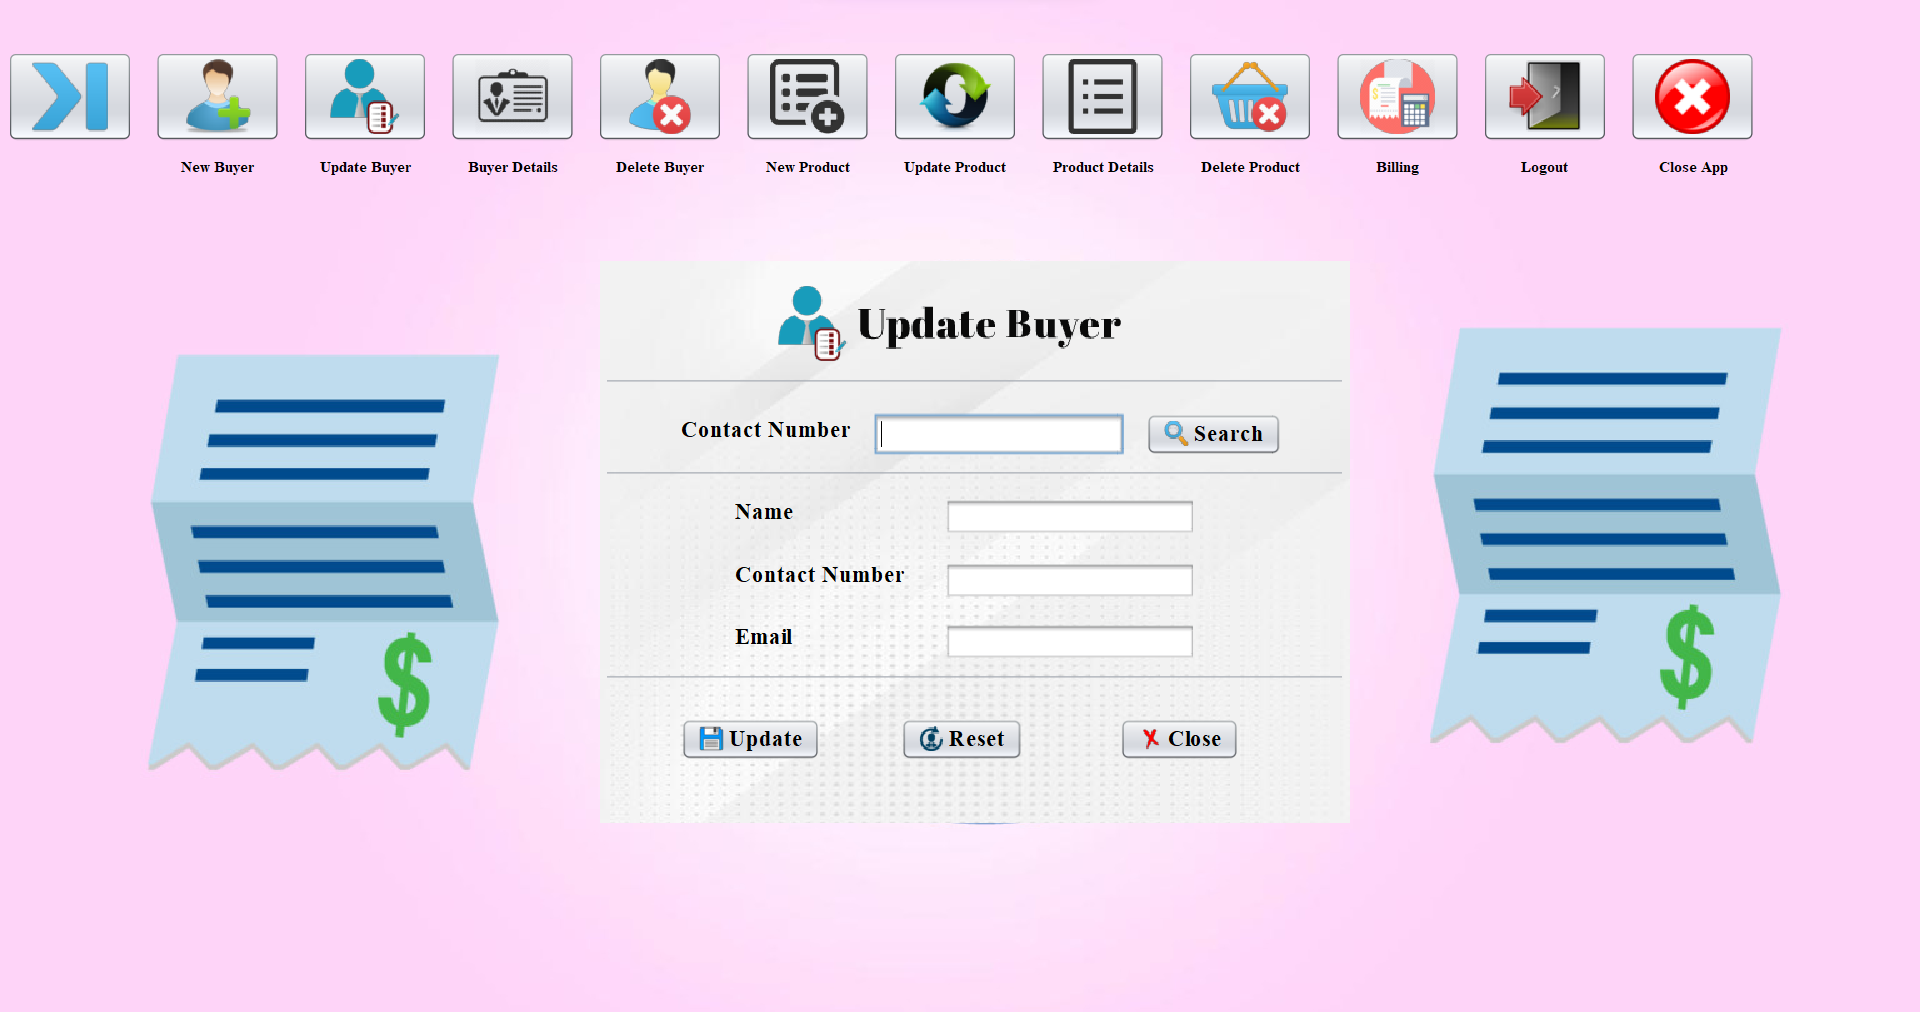 New Buyer
Update Buyer
Buyer Details
Delete Buyer
New Product
Update Product
Product Details
Delete Product
Billing
Logout
Close App
Update Buyer
Contact Number
Search
Name
Contact Number
Email
Update
Reset
Close
$
$